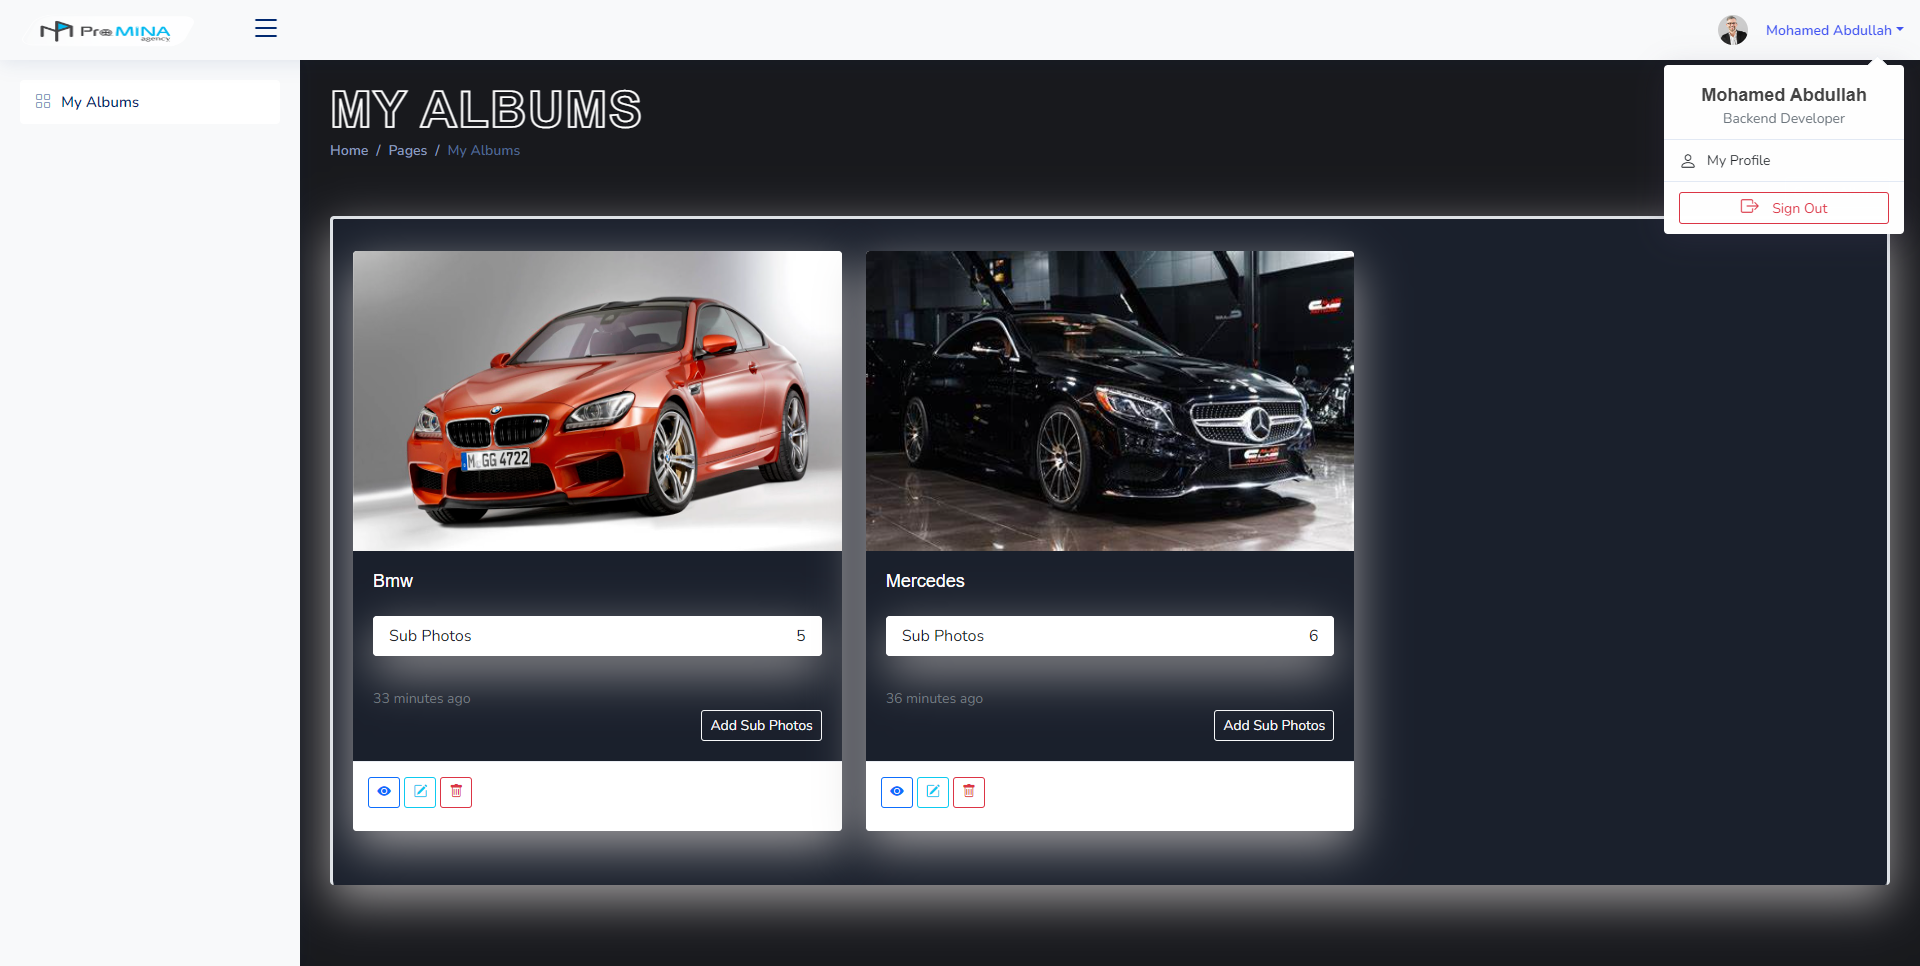 ProMINA
agency
Mohamed Abdullah
My Albums
MY ALBUMS
Home / Pages / My Albums
Mohamed Abdullah
Backend Developer
My Profile
Sign Out
M GG 4722
Bmw
Sub Photos 5
33 minutes ago
Add Sub Photos
Mercedes
Sub Photos 6
36 minutes ago
Add Sub Photos